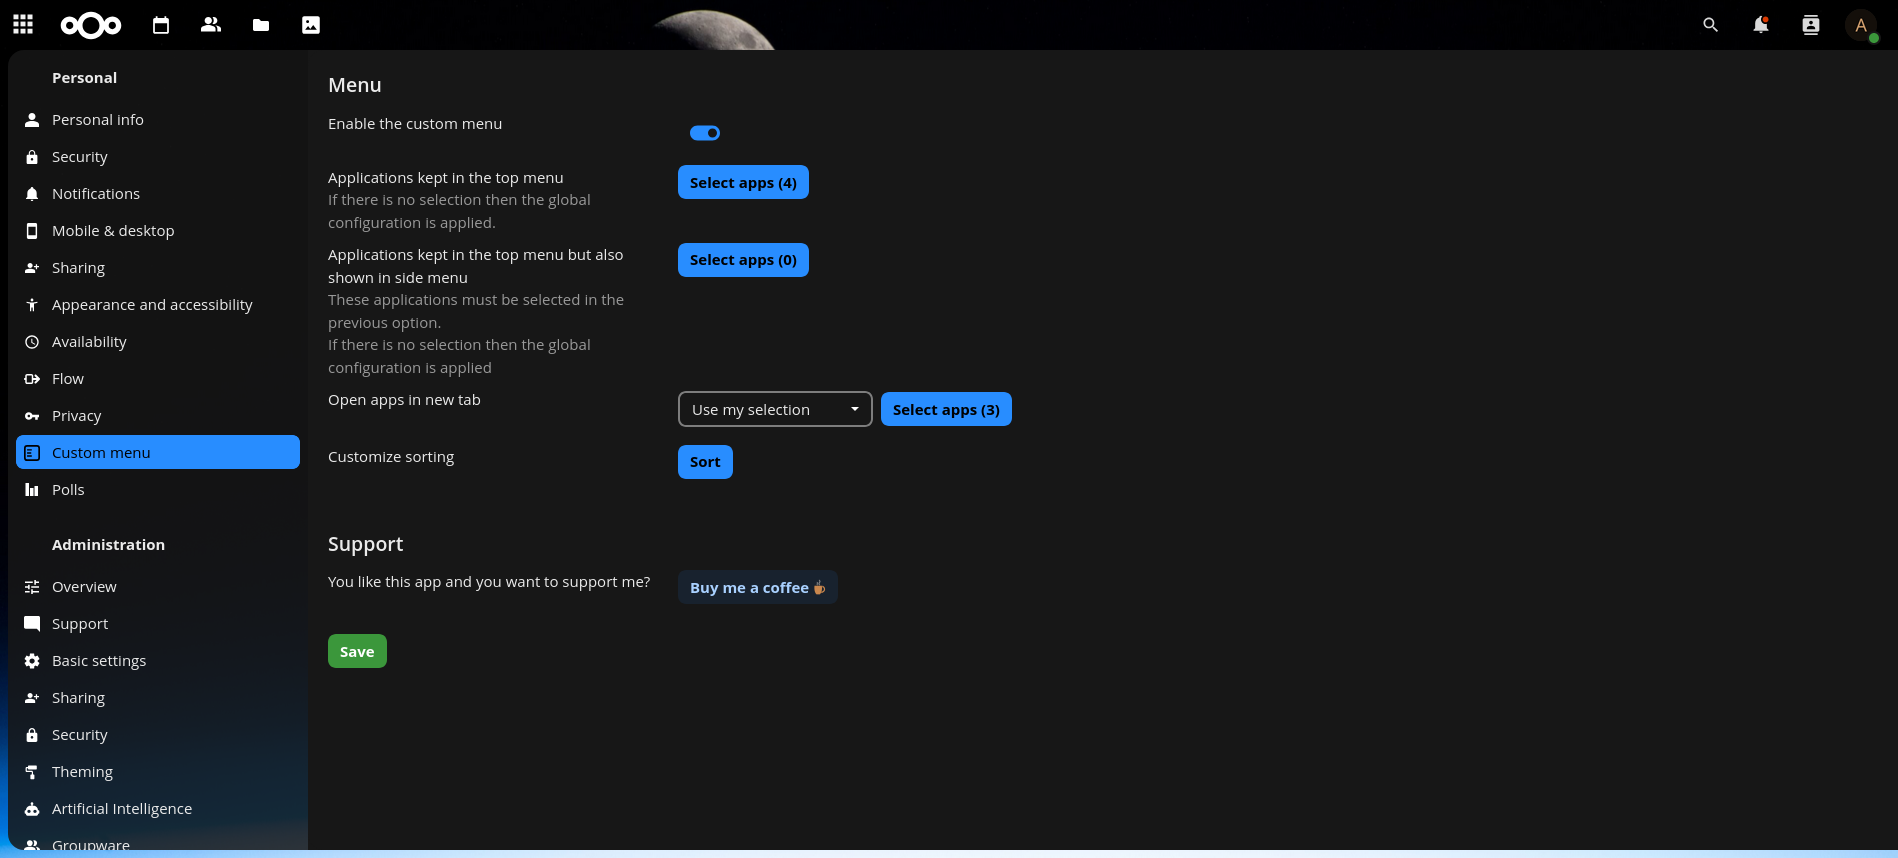 A
Personal
Personal info
Security
Notifications
Mobile & desktop
Sharing
Appearance and accessibility
Availability
Flow
Privacy
Custom menu
Polls
Administration
Overview
Support
Basic settings
Sharing
Security
Theming
Artificial Intelligence
Groupware
Menu
Enable the custom menu
Applications kept in the top menu
If there is no selection then the global
configuration is applied.
Select apps (4)
Applications kept in the top menu but also
shown in side menu
These applications must be selected in the
previous option.
If there is no selection then the global
configuration is applied
Select apps (0)
Open apps in new tab
Use my selection
Select apps (3)
Customize sorting
Sort
Support
You like this app and you want to support me?
Buy me a coffee
Save